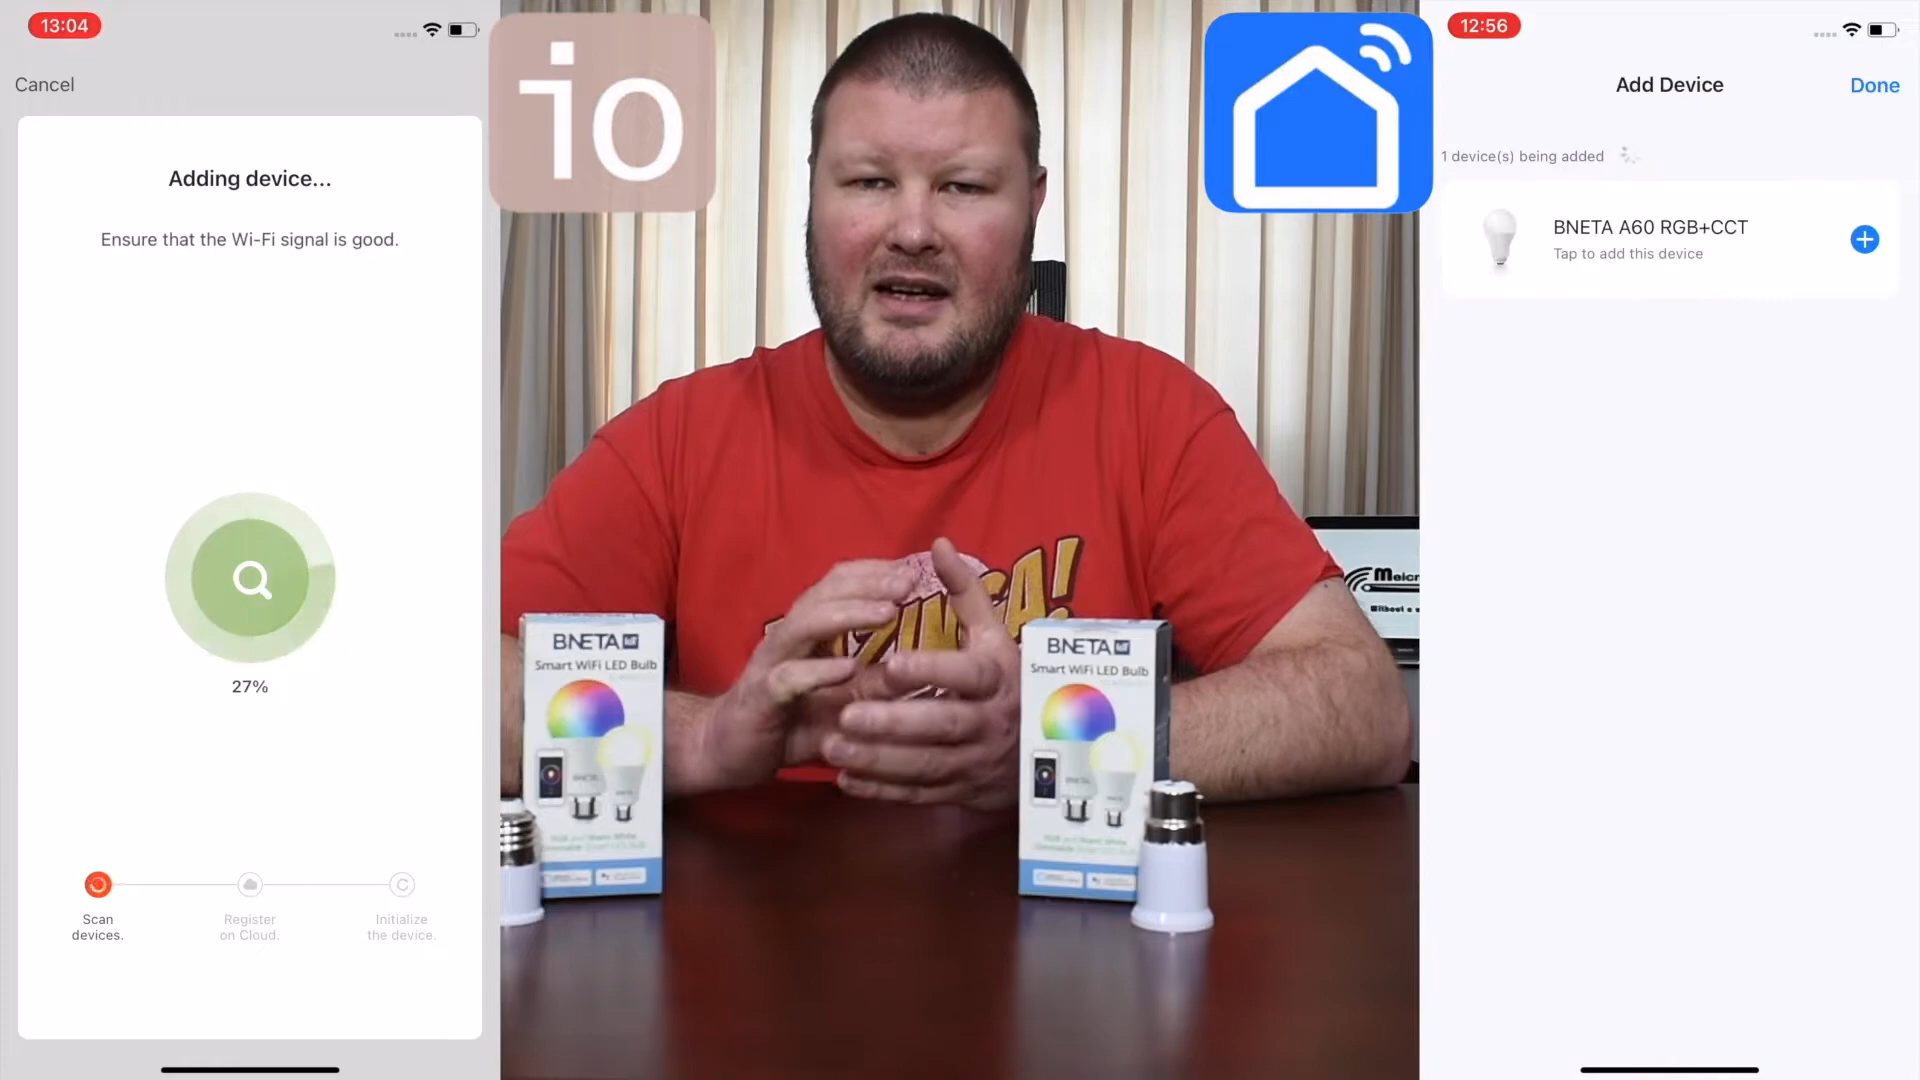 13:04
Cancel
Adding device...
Ensure that the Wi-Fi signal is good.
27%
Scan
devices.
Register
on Cloud.
Initialize
the device.
io
BNETA
Smart WiFi LED Bulb
BNETA
Smart WiFi LED Bulb
12:56
Add Device
Done
1 device(s) being added
BNETA A60 RGB+CCT
Tap to add this device